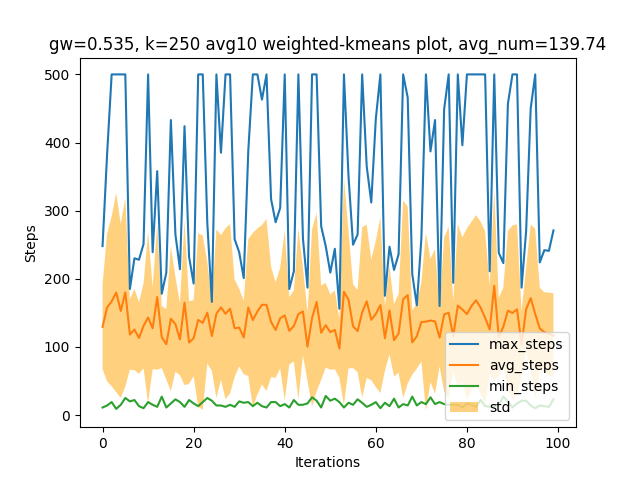 gw=0.535, k=250 avg10 weighted-kmeans plot, avg_num=139.74
500
400
300
200
100
0
Steps
0 20 40 60 80 100
Iterations
max_steps
avg_steps
min_steps
std